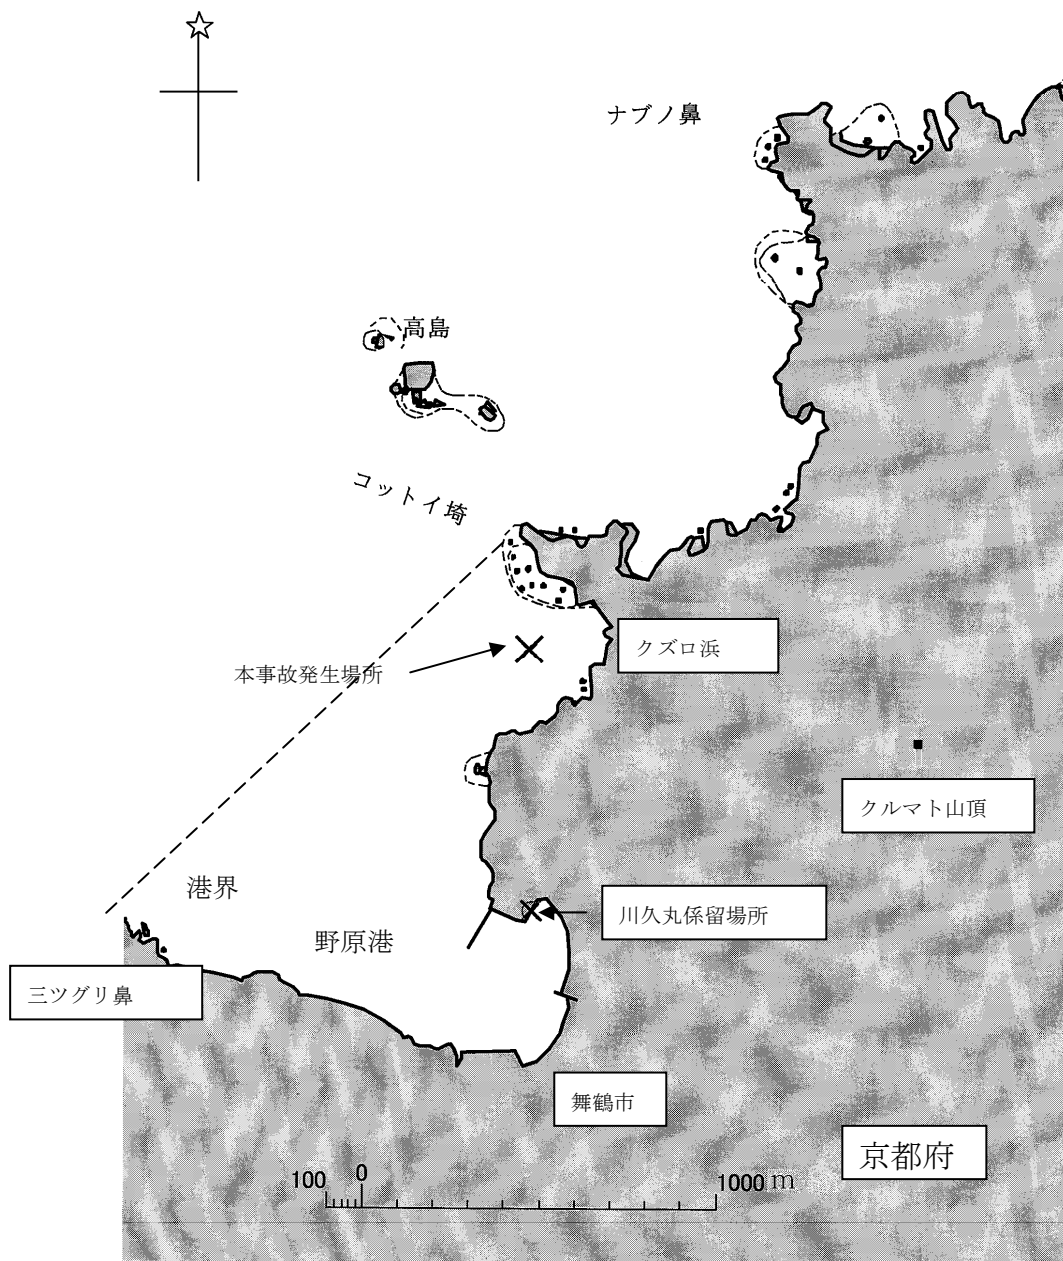 ナブノ鼻
高島
コットイ埼
クズロ浜
本事故発生場所
クルマト山頂
港界
川久丸係留場所
野原港
三ツグリ鼻
舞鶴市
京都府
100 0 1000 m